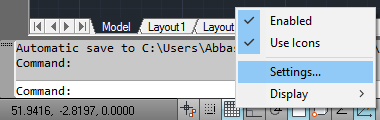 Model Layout1 Layout
Automatic save to C:\Users\Abba
Command:
Command:
51.9416, -2.8197, 0.0000
Enabled
Use Icons
Settings...
Display